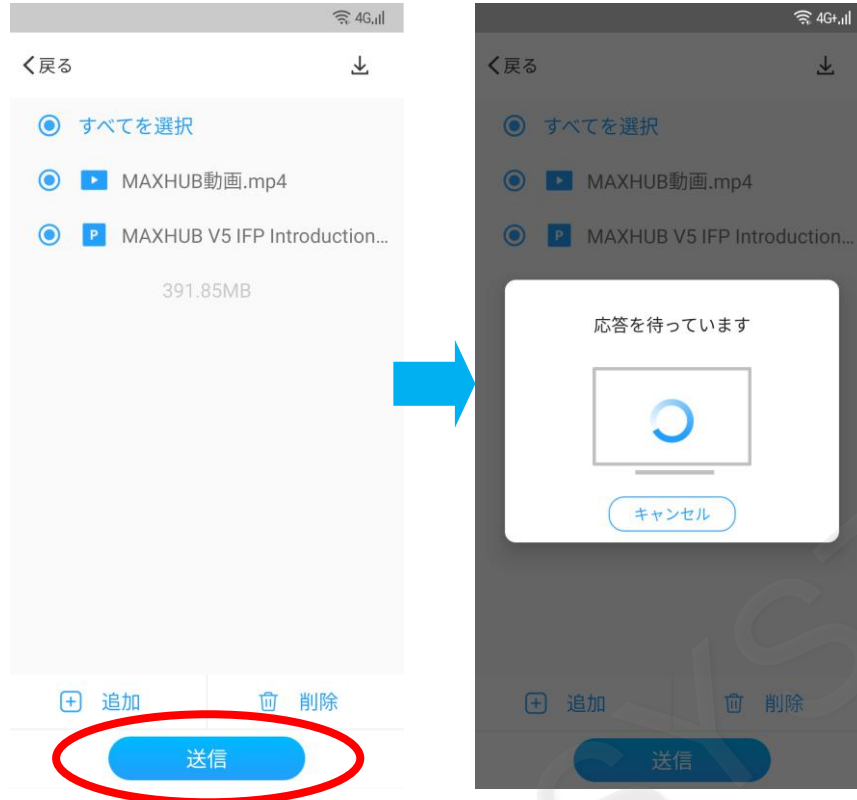 4G
戻る
すべてを選択
MAXHUB動画.mp4
P
MAXHUB V5 IFP Introduction...
391.85MB
追加
削除
送信
4G+
戻る
すべてを選択
MAXHUB動画.mp4
P
MAXHUB V5 IFP Introduction...
応答を待っています
キャンセル
追加
削除
送信